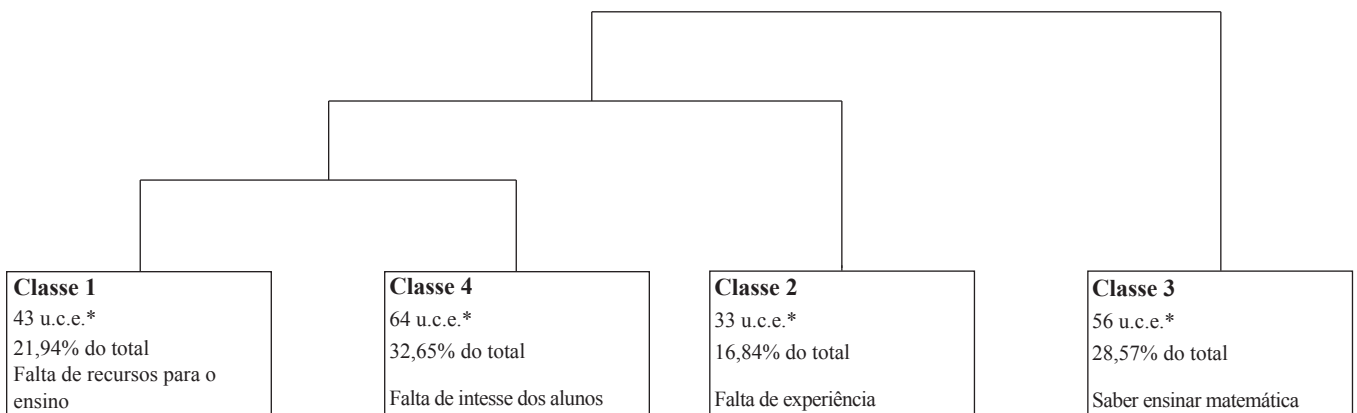 Classe 1
43 u.c.e.*
21,94% do total
Falta de recursos para o
ensino
Classe 4
64 u.c.e.*
32,65% do total
Falta de intesse dos alunos
Classe 2
33 u.c.e.*
16,84% do total
Falta de experiência
Classe 3
56 u.c.e.*
28,57% do total
Saber ensinar matemática